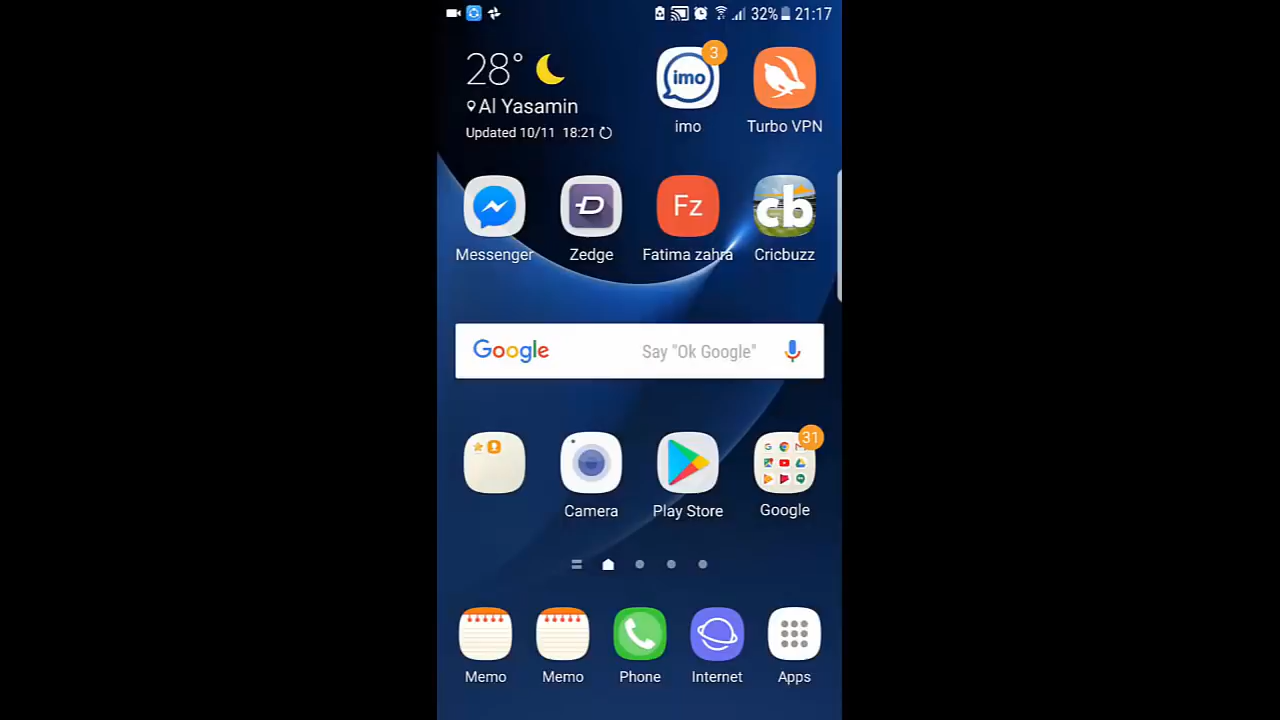 32% 21:17
28°
Al Yasamin
Updated 10/11 18:21
3
imo
imo
Turbo VPN
Fz
cb
Messenger
Zedge
Fatima zahra
Cricbuzz
Google
Say "Ok Google"
31
Camera
Play Store
Google
Memo
Memo
Phone
Internet
Apps